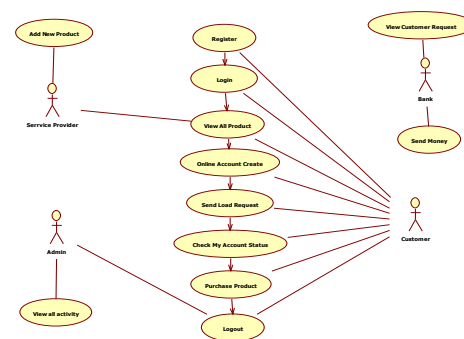 View Customer Request
Add New Product
Register
Login
Bank
Serrvice Provider
View All Product
Send Money
Online Account Create
Send Load Request
Check My Account Status
Customer
Admin
Purchase Product
View all activity
Logout